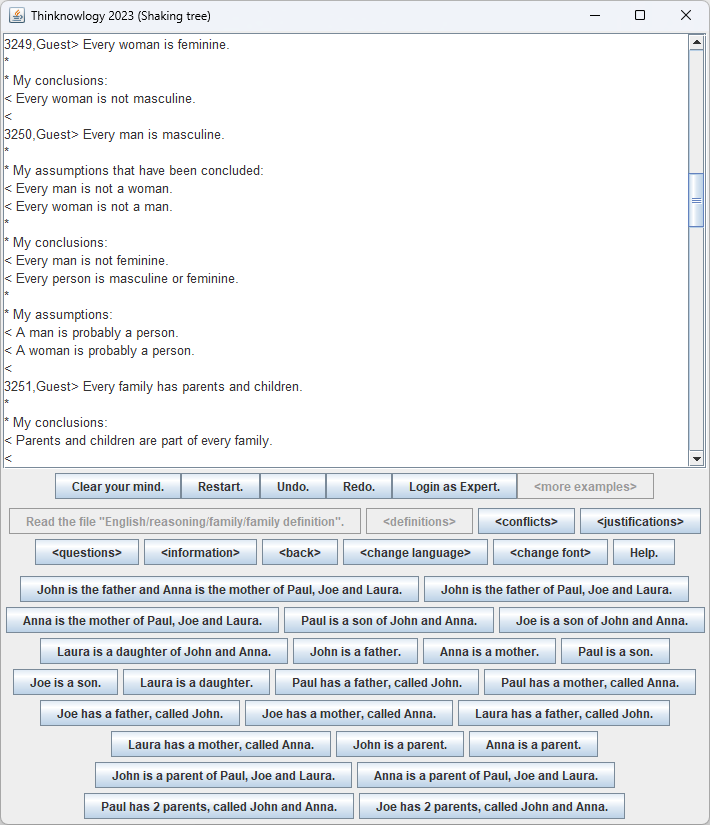 Thinknowlogy 2023 (Shaking tree)
3249,Guest> Every woman is feminine.
*
* My conclusions:
< Every woman is not masculine.
<
3250,Guest> Every man is masculine.
*
* My assumptions that have been concluded:
< Every man is not a woman.
< Every woman is not a man.
*
* My conclusions:
< Every man is not feminine.
< Every person is masculine or feminine.
*
* My assumptions:
< A man is probably a person.
< A woman is probably a person.
<
3251,Guest> Every family has parents and children.
*
* My conclusions:
< Parents and children are part of every family.
<
Clear your mind. Restart. Undo. Redo. Login as Expert. <more examples>
Read the file "English/reasoning/family/family definition". <definitions> <conflicts> <justifications>
<questions> <information> <back> <change language> <change font> Help.
John is the father and Anna is the mother of Paul, Joe and Laura. John is the father of Paul, Joe and Laura.
Anna is the mother of Paul, Joe and Laura. Paul is a son of John and Anna. Joe is a son of John and Anna.
Laura is a daughter of John and Anna. John is a father. Anna is a mother. Paul is a son.
Joe is a son. Laura is a daughter. Paul has a father, called John. Paul has a mother, called Anna.
Joe has a father, called John. Joe has a mother, called Anna. Laura has a father, called John.
Laura has a mother, called Anna. John is a parent. Anna is a parent.
John is a parent of Paul, Joe and Laura. Anna is a parent of Paul, Joe and Laura.
Paul has 2 parents, called John and Anna. Joe has 2 parents, called John and Anna.